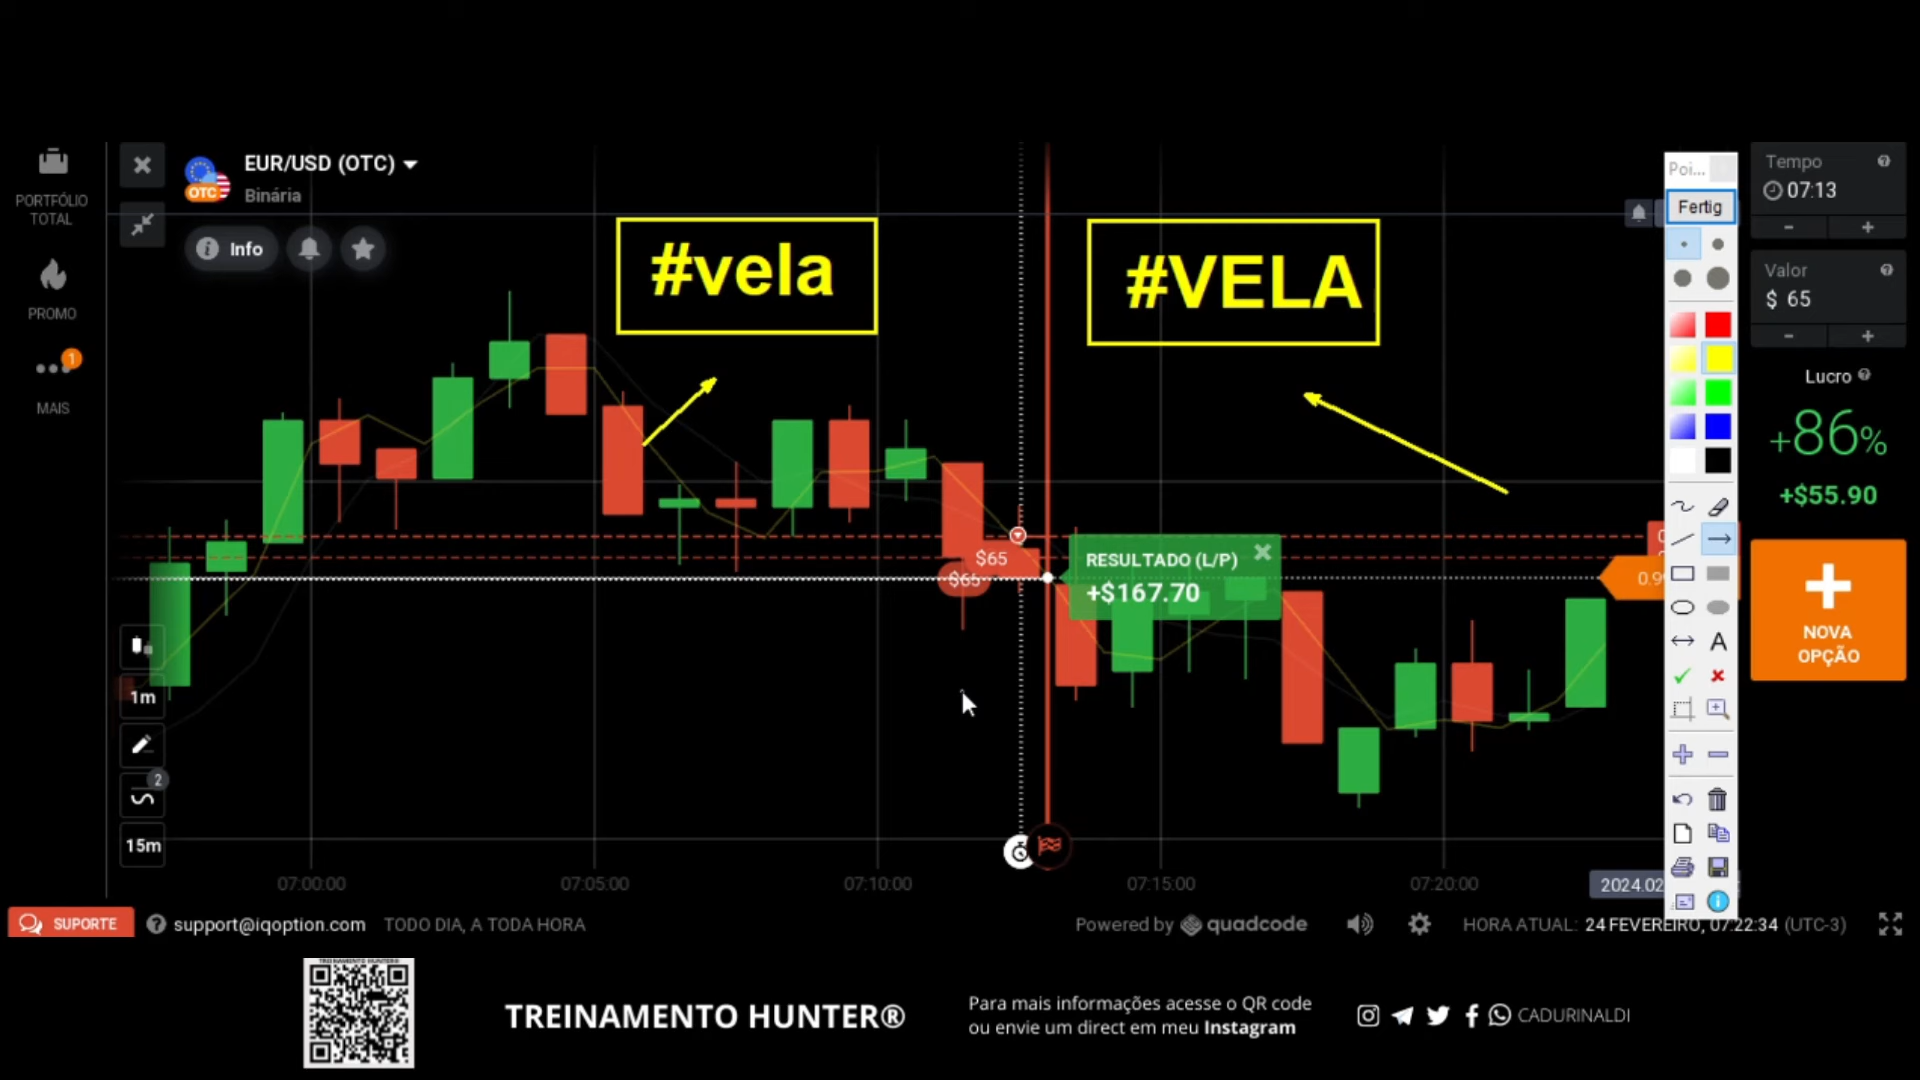 PORTFÓLIO
TOTAL
PROMO
1
MAIS
EUR/USD (OTC)
OTC
Binária
Info
#vela
#VELA
$65
$65
RESULTADO (L/P)
+$167.70
1m
2
15m
07:00:00
07:05:00
07:10:00
07:15:00
07:20:00
Poi...
Fertig
A
Tempo
07:13
Valor
$ 65
Lucro
+86%
+$55.90
NOVA
OPÇÃO
SUPORTE
support@iqoption.com
TODO DIA, A TODA HORA
Powered by quadcode
HORA ATUAL: 24 FEVEREIRO, 07:22:34 (UTC-3)
TREINAMENTO HUNTER®
Para mais informações acesse o QR code
ou envie um direct em meu Instagram
CADURINALDI